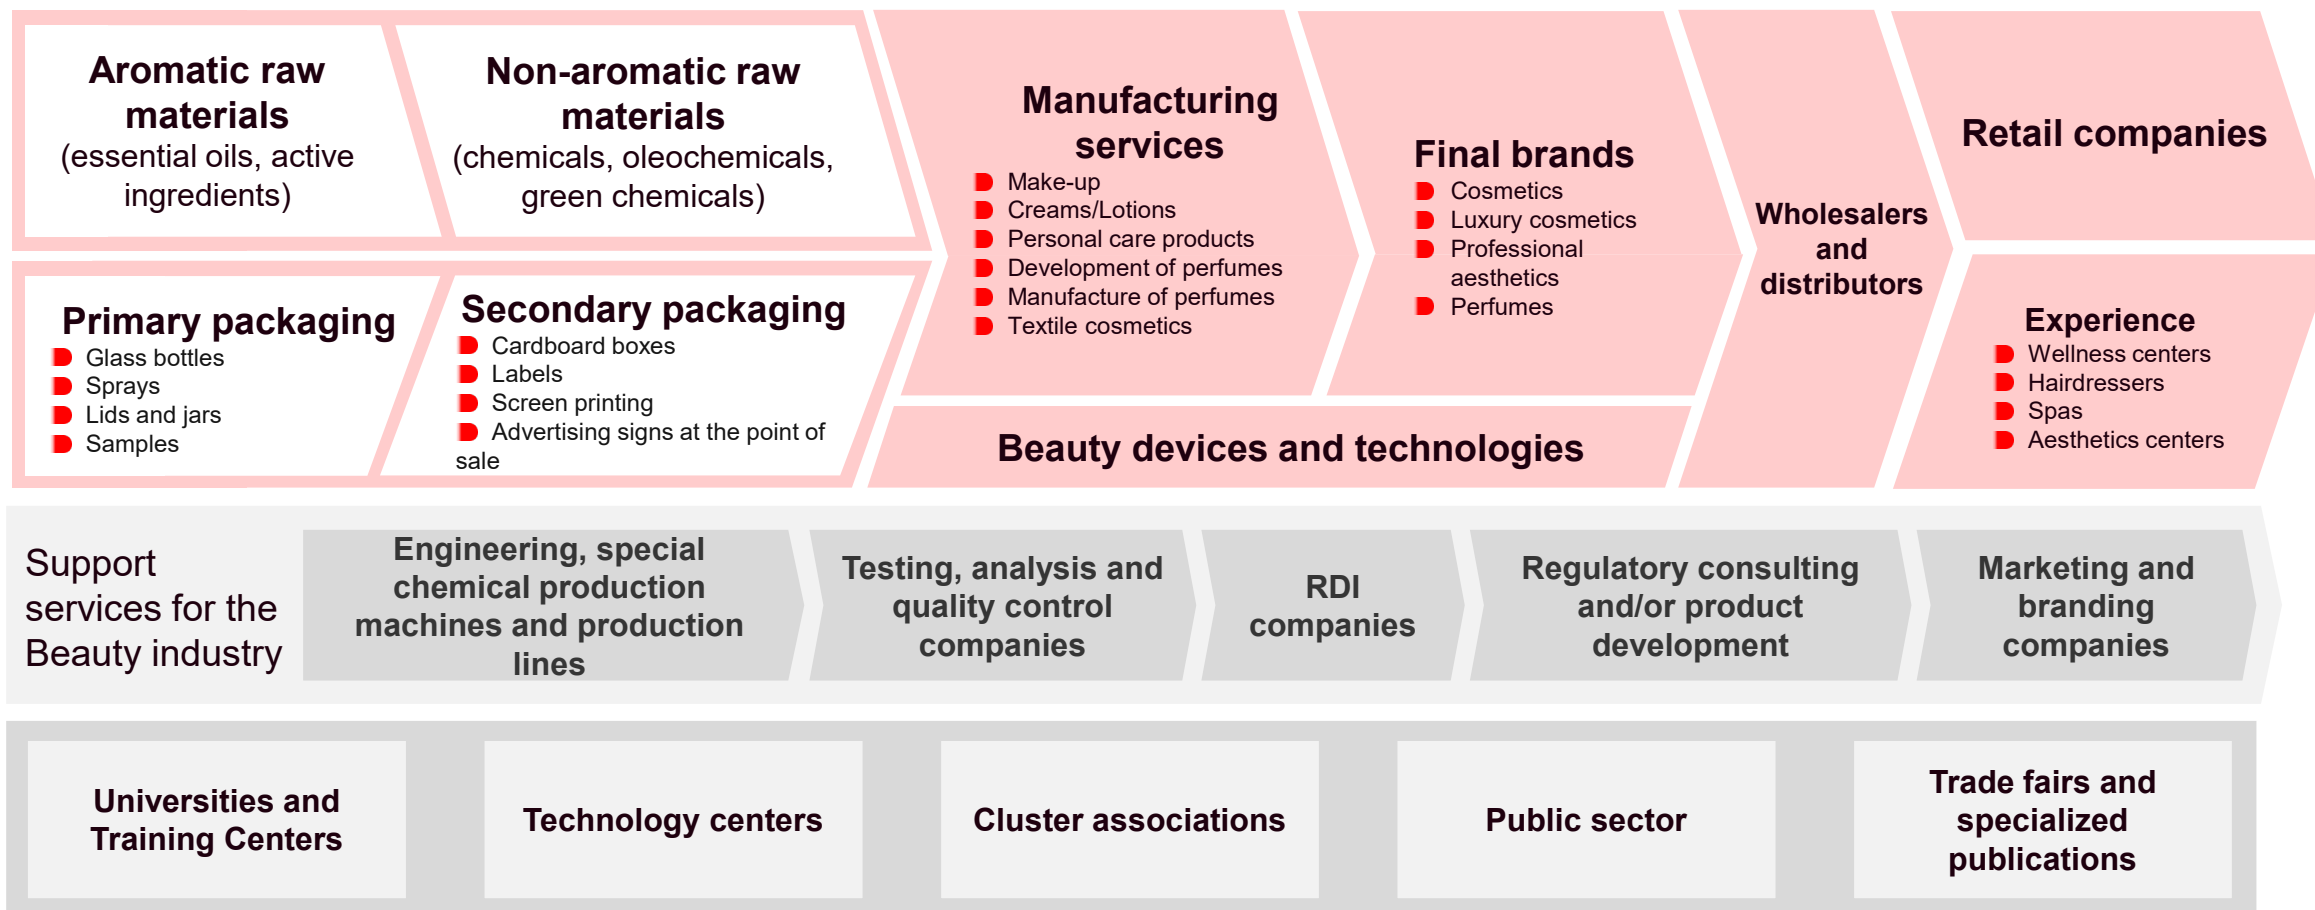 Aromatic raw
materials
(essential oils, active
ingredients)
Non-aromatic raw
materials
(chemicals, oleochemicals,
green chemicals)
Primary packaging
Glass bottles
Sprays
Lids and jars
Samples
Secondary packaging
Cardboard boxes
Labels
Screen printing
Advertising signs at the point of
sale
Manufacturing
services
Make-up
Creams/Lotions
Personal care products
Development of perfumes
Manufacture of perfumes
Textile cosmetics
Final brands
Cosmetics
Luxury cosmetics
Professional
aesthetics
Perfumes
Beauty devices and technologies
Wholesalers
and
distributors
Retail companies
Experience
Wellness centers
Hairdressers
Spas
Aesthetics centers
Support
services for the
Beauty industry
Engineering, special
chemical production
machines and production
lines
Testing, analysis and
quality control
companies
RDI
companies
Regulatory consulting
and/or product
development
Marketing and
branding
companies
Universities and
Training Centers
Technology centers
Cluster associations
Public sector
Trade fairs and
specialized
publications